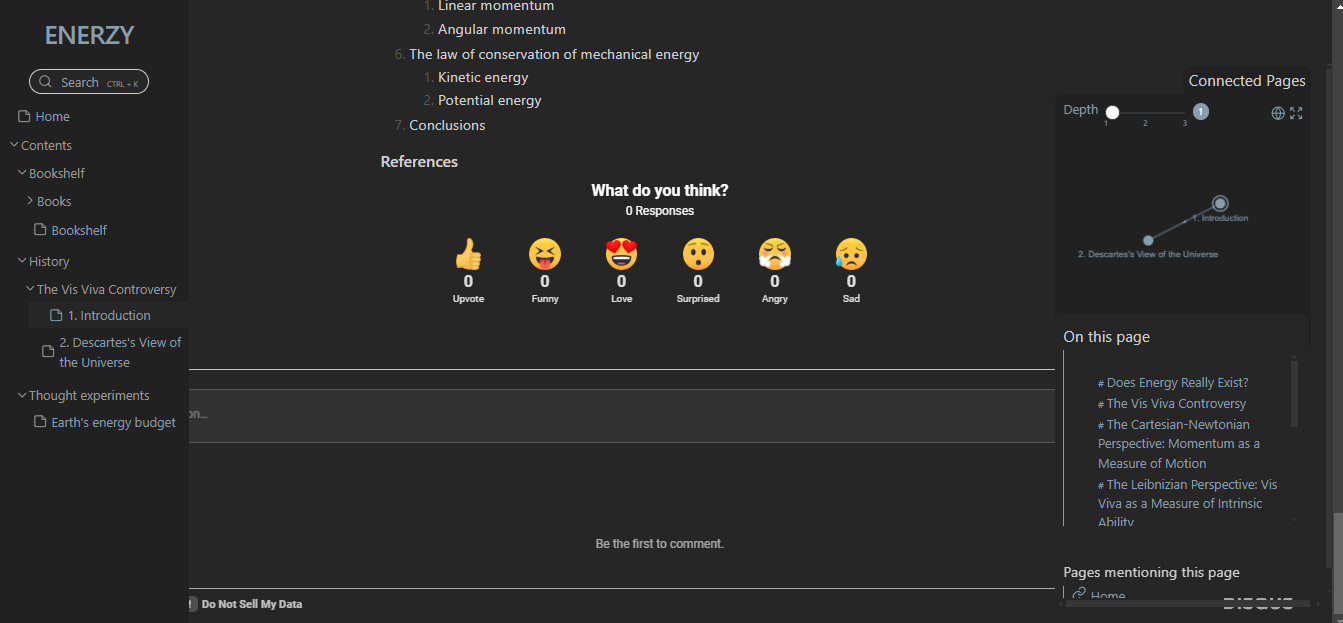 ENERZY
Search CTRL + K
Home
Contents
Bookshelf
Books
Bookshelf
History
The Vis Viva Controversy
1. Introduction
2. Descartes's View of
the Universe
Thought experiments
Earth's energy budget
1. Linear momentum
2. Angular momentum
6. The law of conservation of mechanical energy
1. Kinetic energy
2. Potential energy
7. Conclusions
References
What do you think?
0 Responses
0 0 0 0 0 0
Upvote Funny Love Surprised Angry Sad
on...
Be the first to comment.
Do Not Sell My Data
Connected Pages
Depth 1
1 2 3
1. Introduction
2. Descartes's View of the Universe
On this page
# Does Energy Really Exist?
# The Vis Viva Controversy
# The Cartesian-Newtonian
Perspective: Momentum as a
Measure of Motion
# The Leibnizian Perspective: Vis
Viva as a Measure of Intrinsic
Ability
Pages mentioning this page
Home
DISQUS